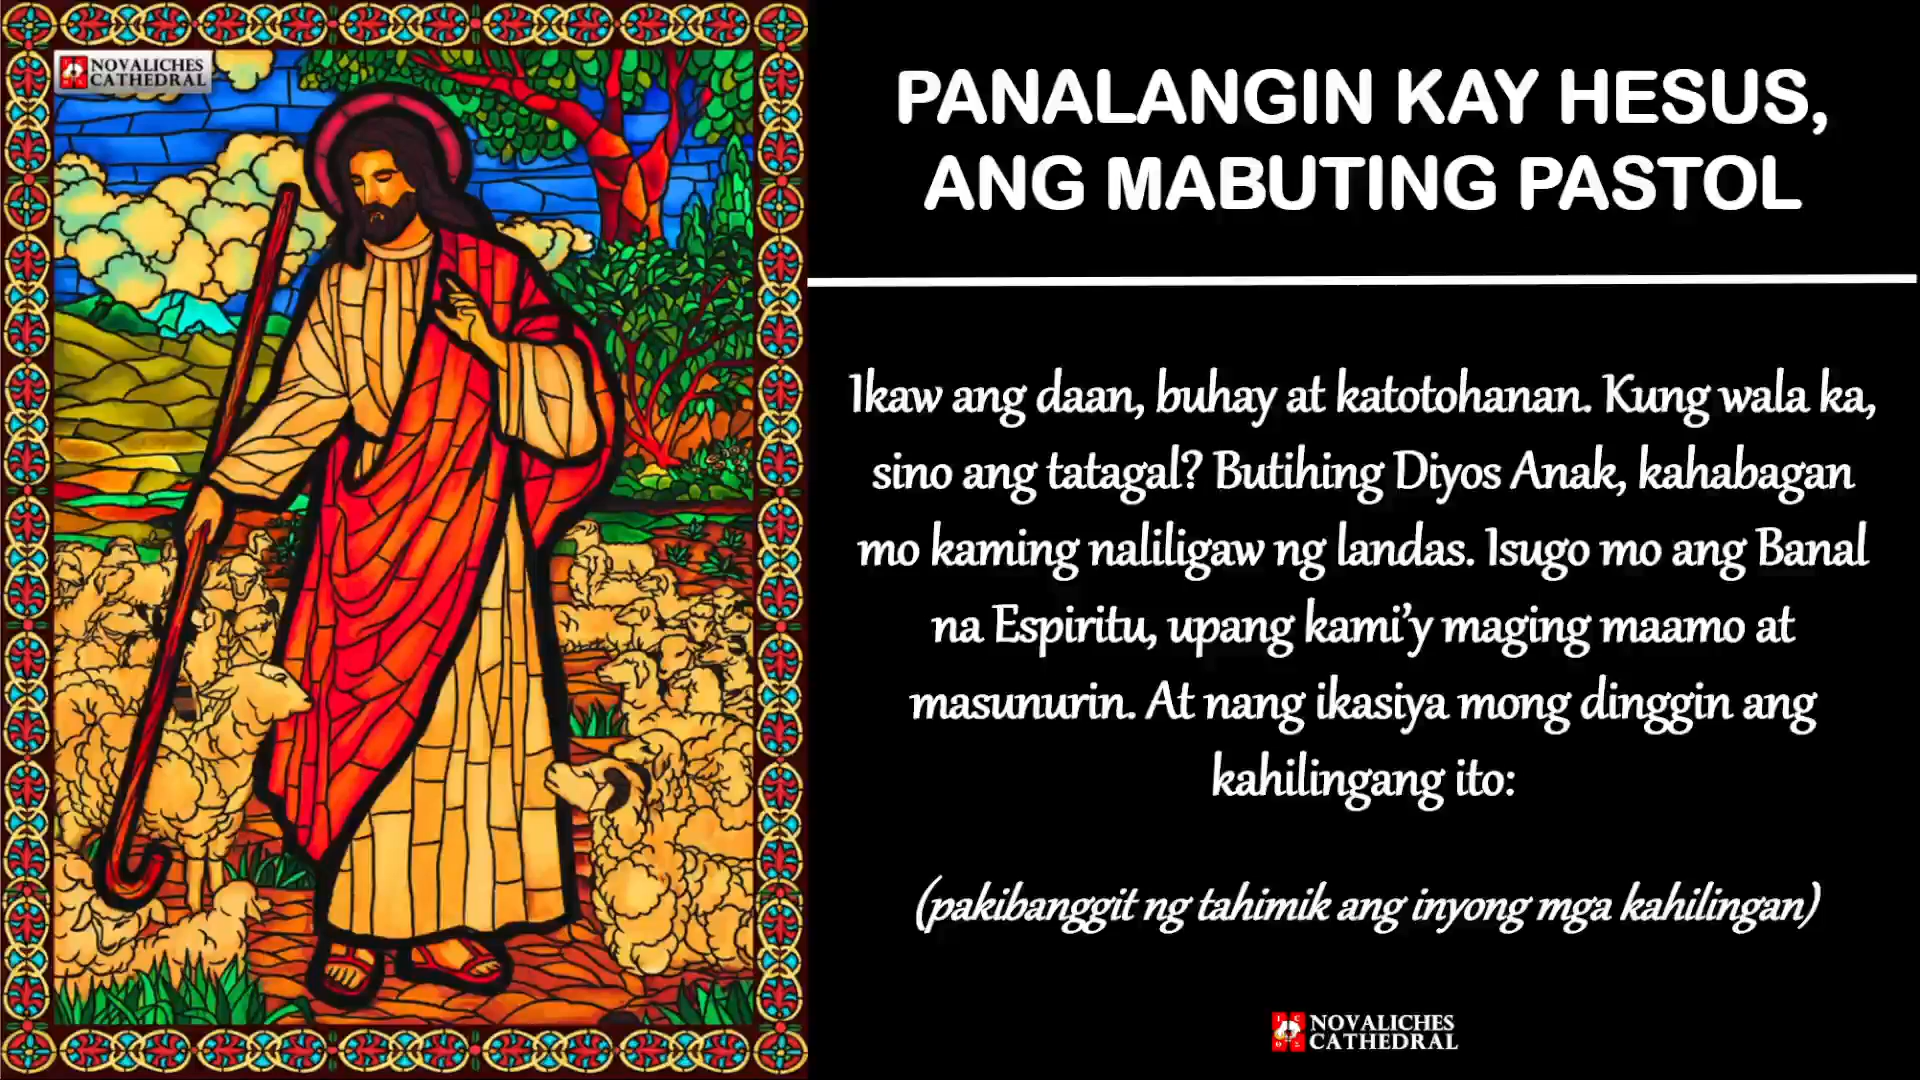 NOVALICHES
CATHEDRAL
PANALANGIN KAY HESUS,
ANG MABUTING PASTOL
Ikaw ang daan, buhay at katotohanan. Kung wala ka,
sino ang tatagal? Butihing Diyos Anak, kahabagan
mo kaming naliligaw ng landas. Isugo mo ang Banal
na Espiritu, upang kami’y maging maamo at
masunurin. At nang ikasiya mong dinggin ang
kahilingang ito:
(pakibanggit ng tahimik ang inyong mga kahilingan)
NOVALICHES
CATHEDRAL